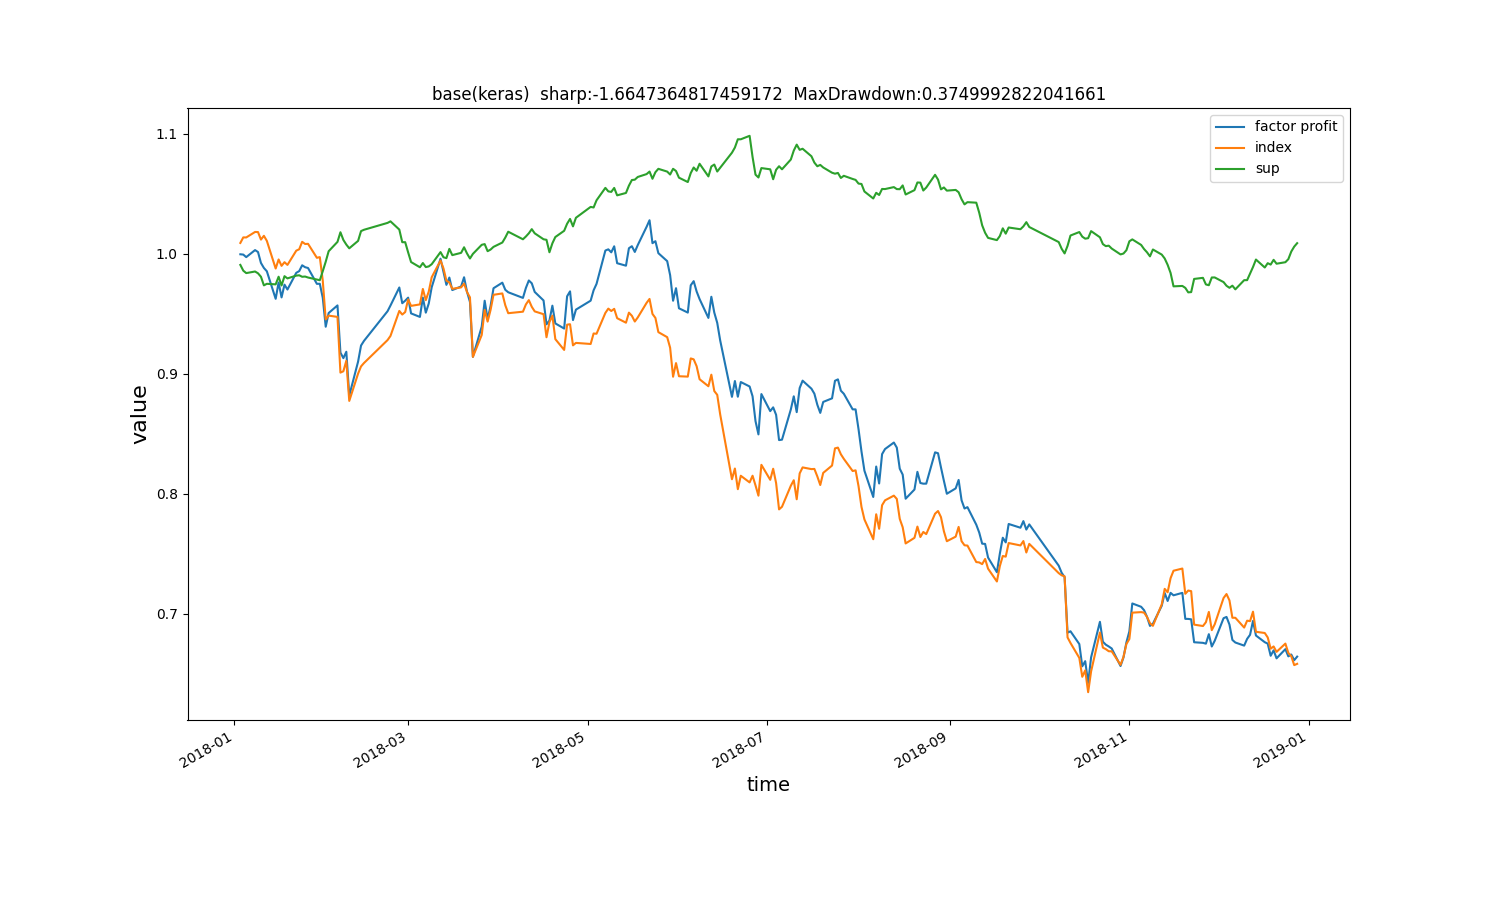 base(keras)  sharp:-1.6647364817459172  MaxDrawdown:0.3749992822041661
factor profit
index
sup
1.1
1.0
0.9
0.8
0.7
value
2018-01
2018-03
2018-05
2018-07
2018-09
2018-11
2019-01
time